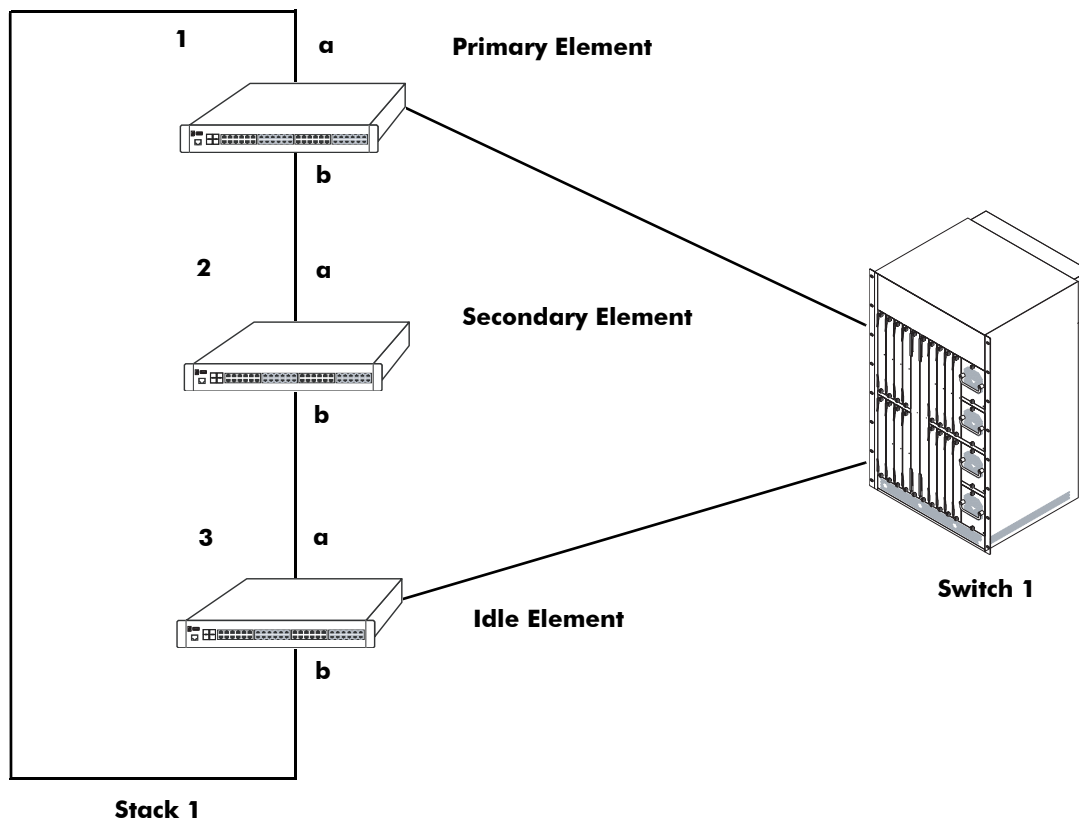 1
a
Primary Element
b
2
a
Secondary Element
b
3
a
Idle Element
b
Switch 1
Stack 1